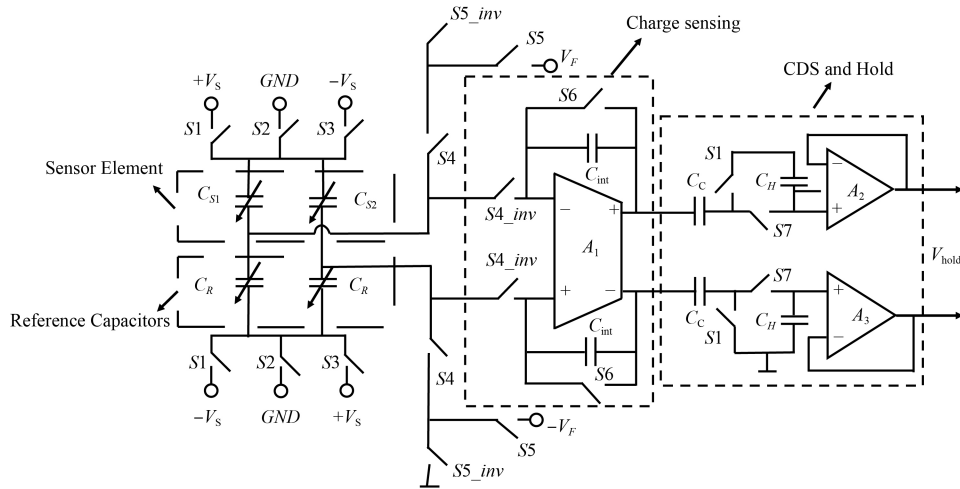 S5_inv
Charge sensing
S5
V_F
CDS and Hold
+V_S
GND
−V_S
S6
S1
S2
S3
S4
Sensor Element
C_int
S1
C_S1
C_S2
S4_inv
C_C
C_H
A_2
−
+
−
+
S7
A_1
S4_inv
V_hold
C_R
C_R
+
−
S7
+
A_3
Reference Capacitors
C_int
C_C
C_H
−
S1
S1
S2
S3
S4
S6
−V_S
GND
+V_S
−V_F
S5
S5_inv